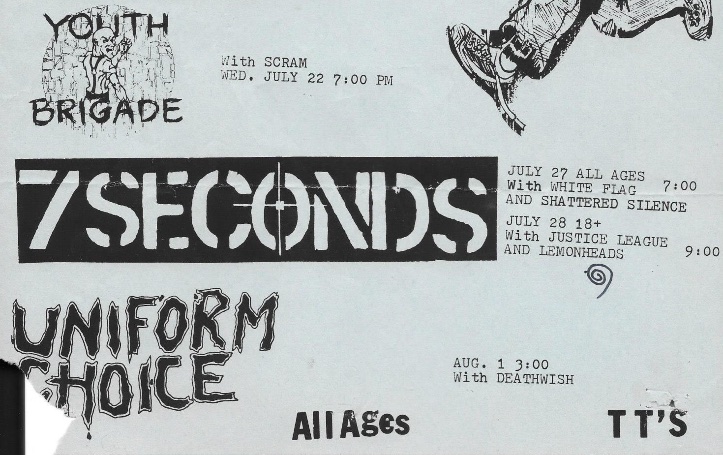 YOUTH
BRIGADE
With SCRAM
WED. JULY 22 7:00 PM
7SECONDS
JULY 27 ALL AGES
With WHITE FLAG 7:00
AND SHATTERED SILENCE
JULY 28 18+
With JUSTICE LEAGUE
AND LEMONHEADS 9:00
UNIFORM
CHOICE
AUG. 1 3:00
With DEATHWISH
All Ages
TT'S